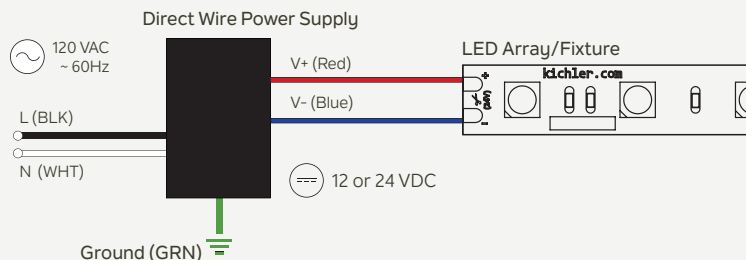 Direct Wire Power Supply
120 VAC
~ 60Hz
V+ (Red)
LED Array/Fixture
kichler.com
+
(24V)
-
L (BLK)
V- (Blue)
N (WHT)
12 or 24 VDC
Ground (GRN)